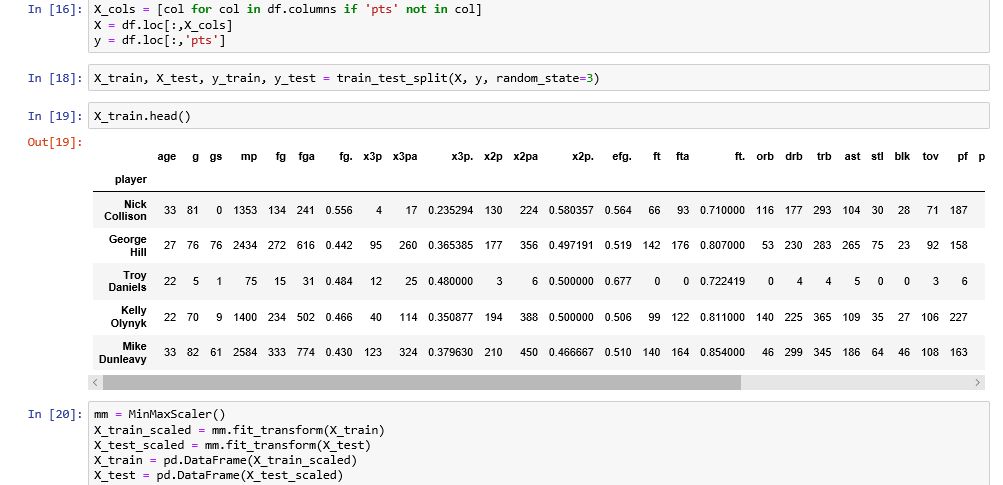 In [16]: X_cols = [col for col in df.columns if 'pts' not in col]
X = df.loc[:,X_cols]
y = df.loc[:,'pts']
In [18]: X_train, X_test, y_train, y_test = train_test_split(X, y, random_state=3)
In [19]: X_train.head()
Out[19]:
age g gs mp fg fga fg. x3p x3pa x3p. x2p x2pa x2p. efg. ft fta ft. orb drb trb ast stl blk tov pf p
player
Nick Collison 33 81 0 1353 134 241 0.556 4 17 0.235294 130 224 0.580357 0.564 66 93 0.710000 116 177 293 104 30 28 71 187
George Hill 27 76 76 2434 272 616 0.442 95 260 0.365385 177 356 0.497191 0.519 142 176 0.807000 53 230 283 265 75 23 92 158
Troy Daniels 22 5 1 75 15 31 0.484 12 25 0.480000 3 6 0.500000 0.677 0 0 0.722419 0 4 4 5 0 0 3 6
Kelly Olynyk 22 70 9 1400 234 502 0.466 40 114 0.350877 194 388 0.500000 0.506 99 122 0.811000 140 225 365 109 35 27 106 227
Mike Dunleavy 33 82 61 2584 333 774 0.430 123 324 0.379630 210 450 0.466667 0.510 140 164 0.854000 46 299 345 186 64 46 108 163
In [20]: mm = MinMaxScaler()
X_train_scaled = mm.fit_transform(X_train)
X_test_scaled = mm.fit_transform(X_test)
X_train = pd.DataFrame(X_train_scaled)
X_test = pd.DataFrame(X_test_scaled)